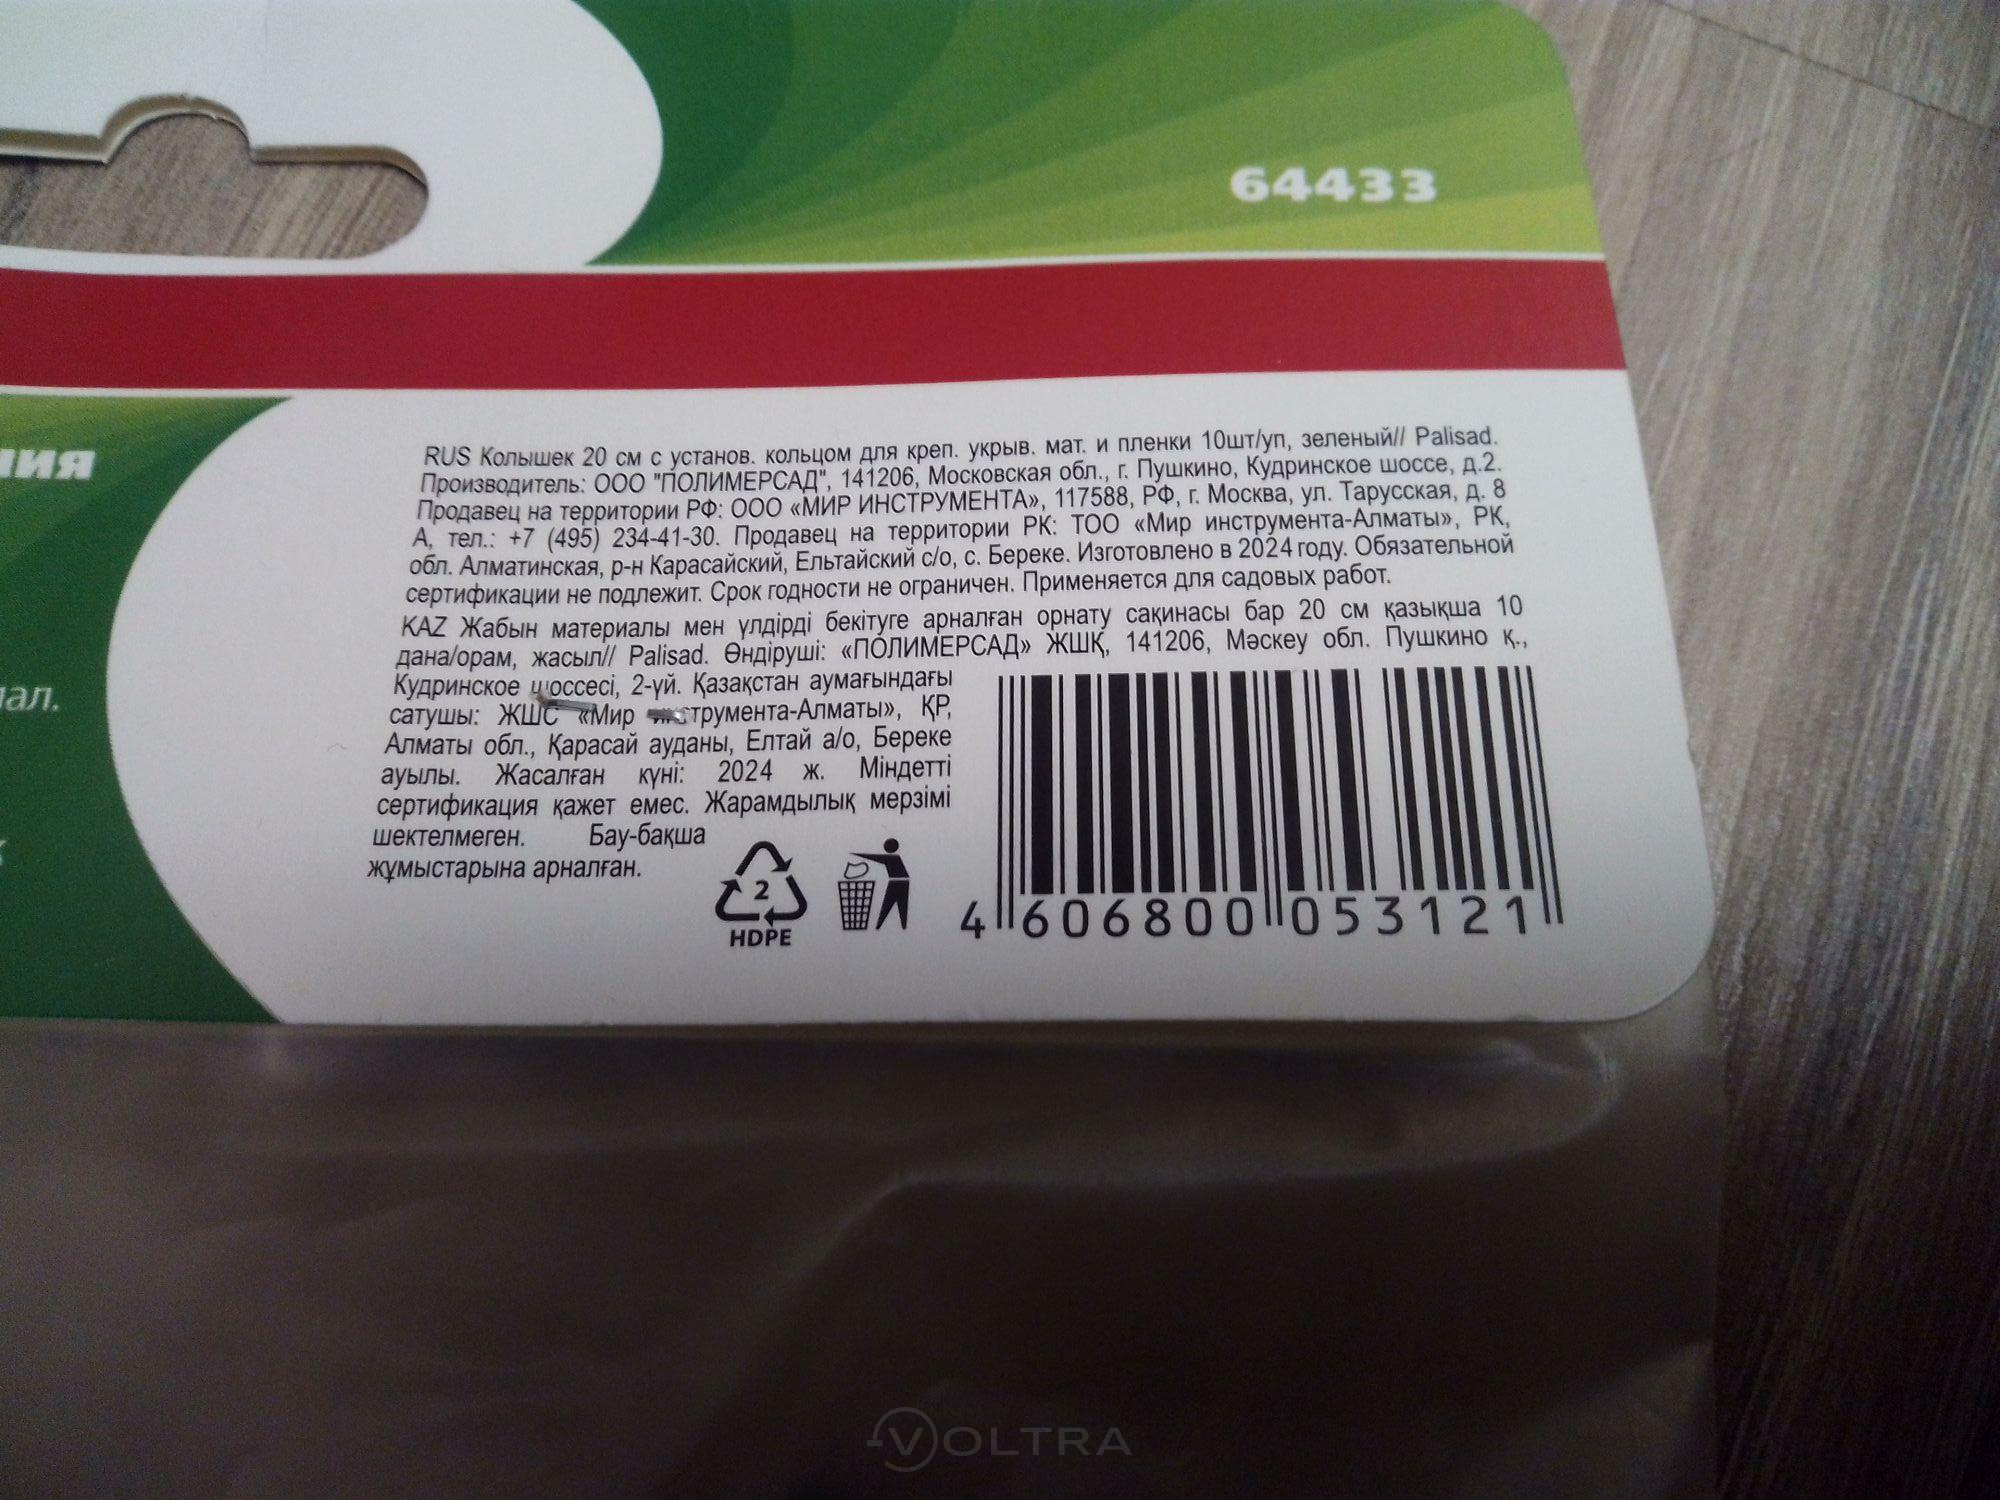 64433
ния
RUS Колышек 20 см с установ. кольцом для креп. укрыв. мат. и пленки 10шт/уп, зеленый// Palisad.
Производитель: ООО "ПОЛИМЕРСАД", 141206, Московская обл., г. Пушкино, Кудринское шоссе, д.2.
Продавец на территории РФ: ООО «МИР ИНСТРУМЕНТА», 117588, РФ, г. Москва, ул. Тарусская, д. 8
А, тел.: +7 (495) 234-41-30. Продавец на территории РК: ТОО «Мир инструмента-Алматы», РК,
обл. Алматинская, р-н Карасайский, Ельтайский с/о, с. Береке. Изготовлено в 2024 году. Обязательной
сертификации не подлежит. Срок годности не ограничен. Применяется для садовых работ.
KAZ Жабын материалы мен үлдірді бекітуге арналған орнату сақинасы бар 20 см қазықша 10
дана/орам, жасыл// Palisad. Өндіруші: «ПОЛИМЕРСАД» ЖШҚ, 141206, Мәскеу обл. Пушкино қ.,
Кудринское шоссесі, 2-үй. Қазақстан аумағындағы
сатушы: ЖШС «Мир инструмента-Алматы», ҚР,
Алматы обл., Қарасай ауданы, Елтай а/о, Береке
ауылы. Жасалған күні: 2024 ж. Міндетті
сертификация қажет емес. Жарамдылық мерзімі
шектелмеген. Бау-бақша
жұмыстарына арналған.
иал.
2
HDPE
4 606800 053121
VOLTRA